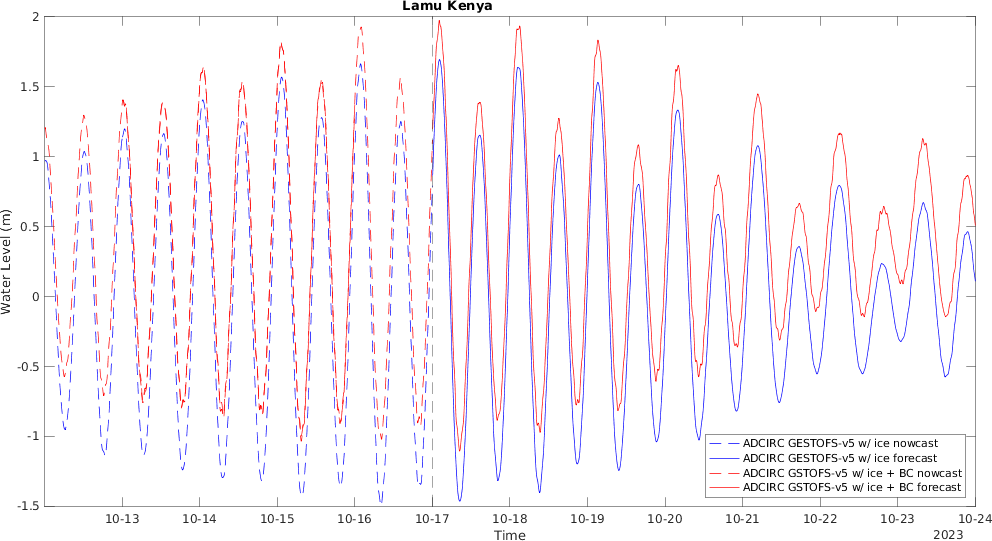 Lamu Kenya
2
1.5
1
0.5
0
-0.5
-1
-1.5
Water Level (m)
10-13 10-14 10-15 10-16 10-17 10-18 10-19 10-20 10-21 10-22 10-23 10-24
Time
2023
ADCIRC GESTOFS-v5 w/ ice nowcast
ADCIRC GESTOFS-v5 w/ ice forecast
ADCIRC GSTOFS-v5 w/ ice + BC nowcast
ADCIRC GSTOFS-v5 w/ ice + BC forecast